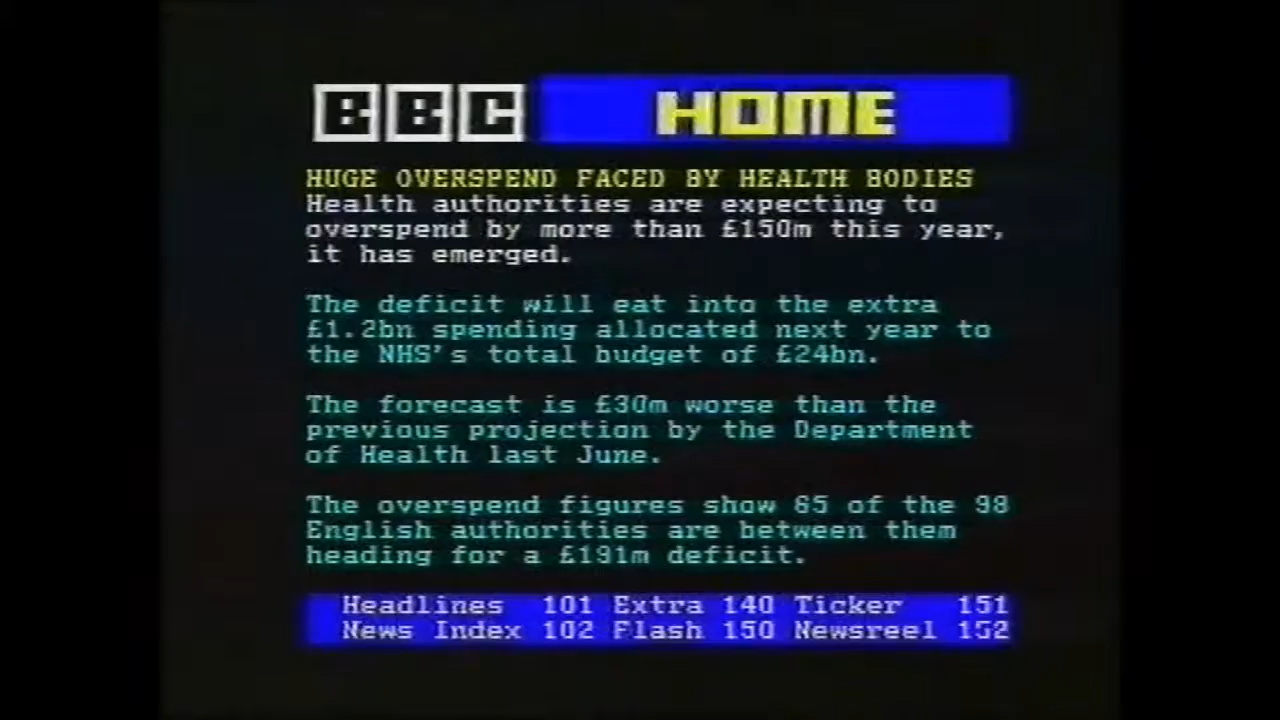 BBC HOME
HUGE OVERSPEND FACED BY HEALTH BODIES
Health authorities are expecting to
overspend by more than £150m this year,
it has emerged.
The deficit will eat into the extra
£1.2bn spending allocated next year to
the NHS's total budget of £24bn.
The forecast is £30m worse than the
previous projection by the Department
of Health last June.
The overspend figures show 65 of the 98
English authorities are between them
heading for a £191m deficit.
Headlines 101 Extra 140 Ticker 151
News Index 102 Flash 150 Newsreel 152